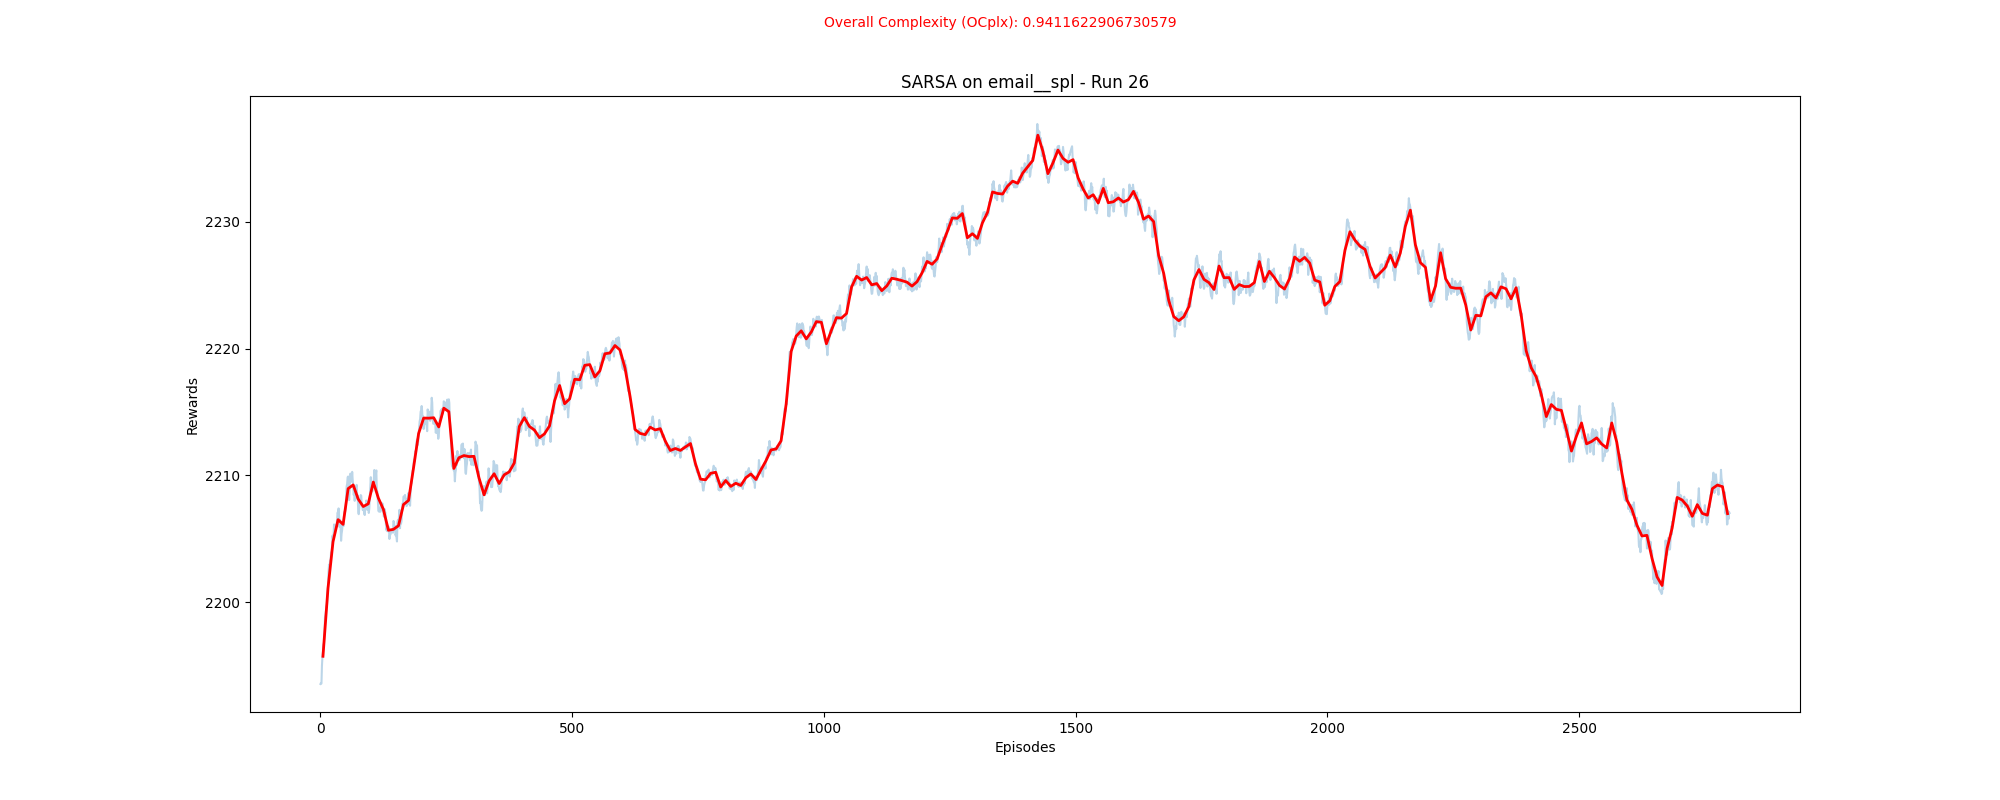 Overall Complexity (OCplx): 0.9411622906730579
SARSA on email__spl - Run 26
Rewards
2230
2220
2210
2200
0 500 1000 1500 2000 2500
Episodes